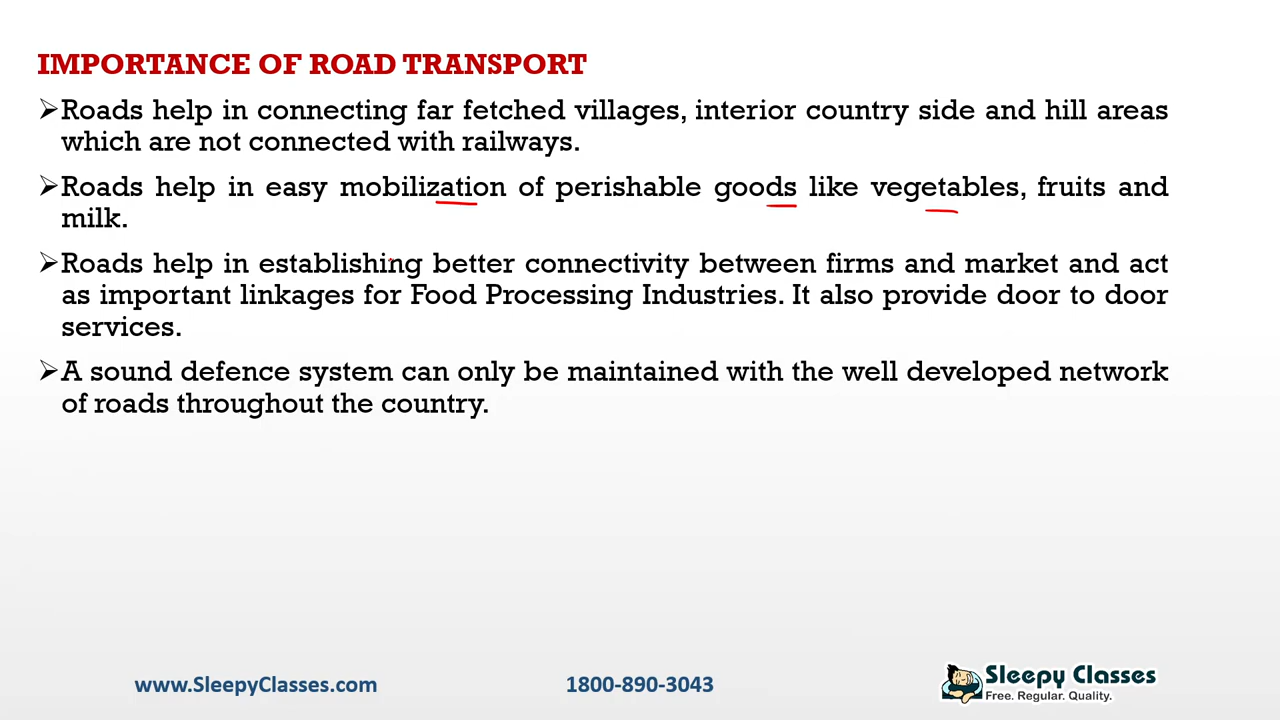 IMPORTANCE OF ROAD TRANSPORT
➢Roads help in connecting far fetched villages, interior country side and hill areas
which are not connected with railways.
➢Roads help in easy mobilization of perishable goods like vegetables, fruits and
milk.
➢Roads help in establishing better connectivity between firms and market and act
as important linkages for Food Processing Industries. It also provide door to door
services.
➢A sound defence system can only be maintained with the well developed network
of roads throughout the country.
www.SleepyClasses.com
1800-890-3043
Sleepy Classes
Free. Regular. Quality.